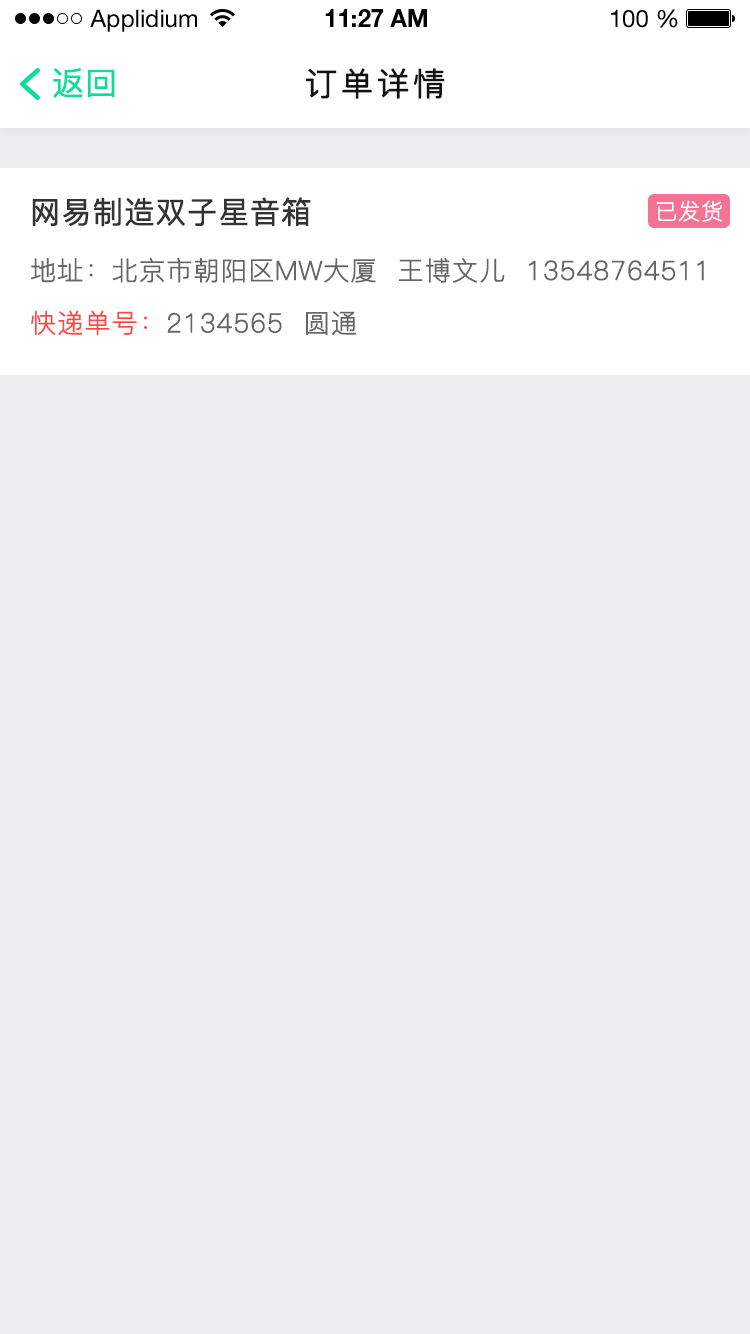 Applidium 11:27 AM 100 %
返回 订单详情
网易制造双子星音箱 已发货
地址：北京市朝阳区MW大厦 王博文儿 13548764511
快递单号：2134565 圆通